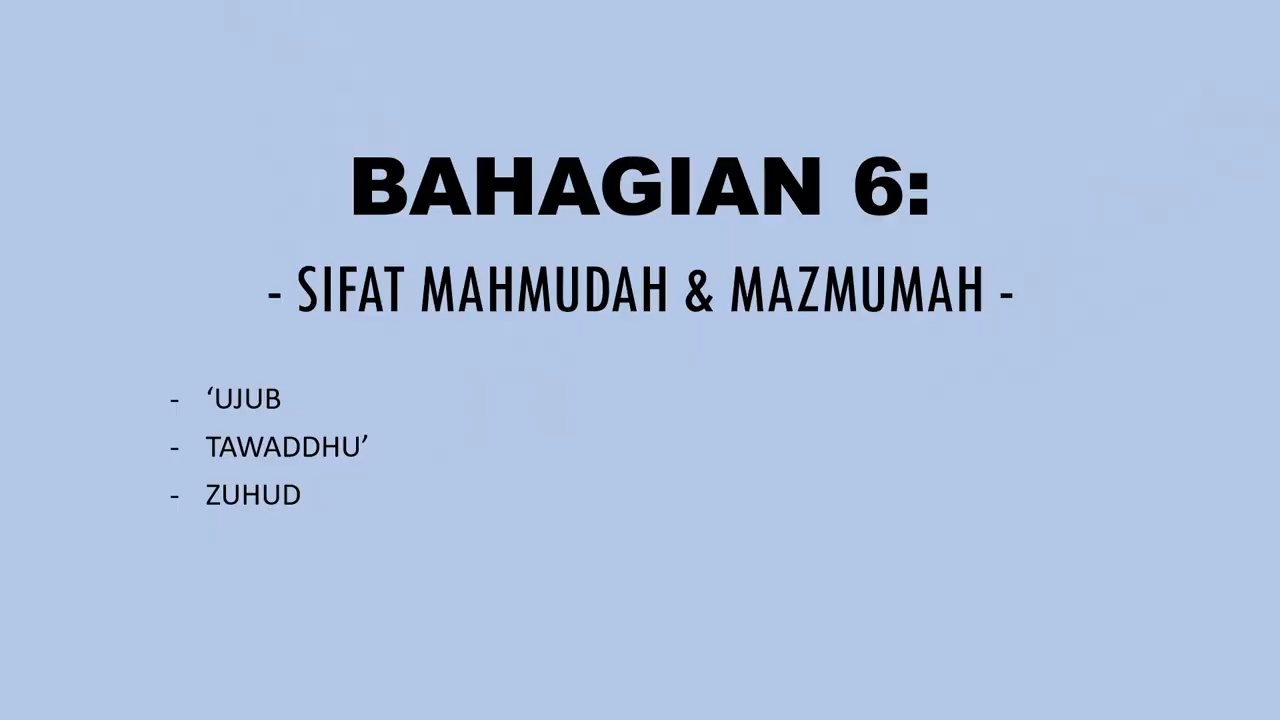 BAHAGIAN 6:
- SIFAT MAHMUDAH & MAZMUMAH -
- ‘UJUB
- TAWADDHU’
- ZUHUD